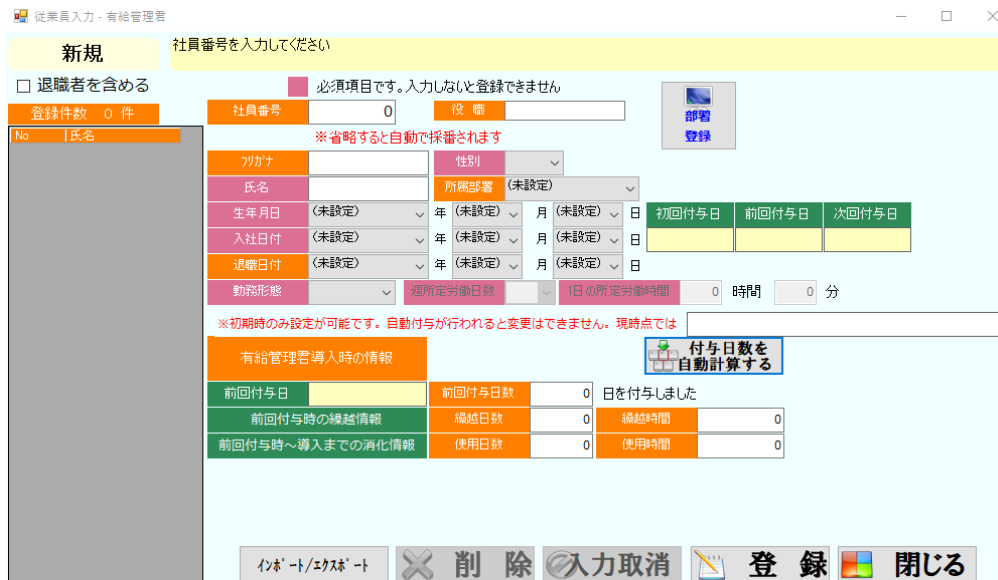 従業員入力 - 有給管理君
新規
社員番号を入力してください
退職者を含める
必須項目です。入力しないと登録できません
登録件数 0 件
社員番号 0 役 職
部署
登録
No |氏名
※省略すると自動で採番されます
フリガナ 性別
氏名 所属部署 (未設定)
生年月日 (未設定) 年 (未設定) 月 (未設定) 日 初回付与日 前回付与日 次回付与日
入社日付 (未設定) 年 (未設定) 月 (未設定) 日
退職日付 (未設定) 年 (未設定) 月 (未設定) 日
勤務形態 週所定労働日数 1日の所定労働時間 0 時間 0 分
※初期時のみ設定が可能です。自動付与が行われると変更はできません。現時点では
有給管理君導入時の情報
付与日数を
自動計算する
前回付与日 前回付与日数 0 日を付与しました
前回付与時の繰越情報 繰越日数 0 繰越時間 0
前回付与時～導入までの消化情報 使用日数 0 使用時間 0
インポート/エクスポート 削 除 入力取消 登 録 閉じる